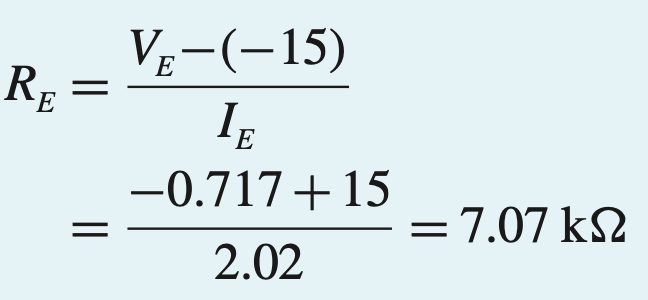 R_E = (V_E − (−15)) / I_E
= (−0.717 + 15) / 2.02 = 7.07 kΩ